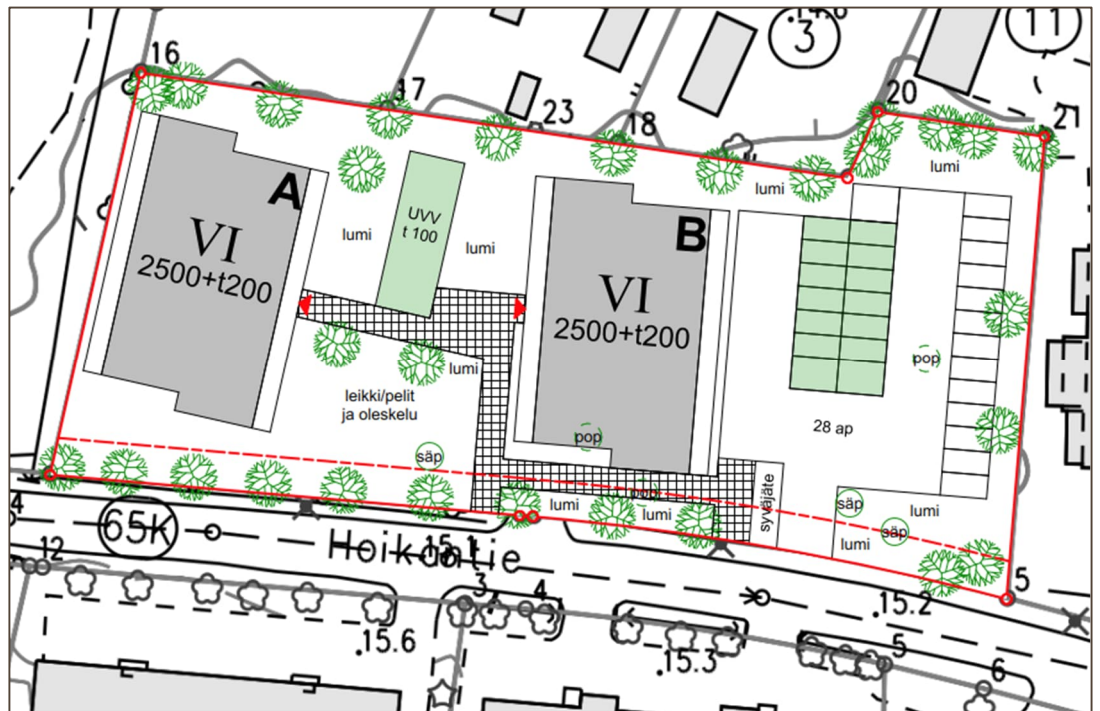 3
11
16
17
23
18
20
21
lumi
lumi
A
VI
2500+t200
UVV
t 100
lumi
lumi
B
VI
2500+t200
pop
lumi
leikki/pelit
ja oleskelu
28 ap
pop
säp
pop
lumi
lumi
syväjäte
säp
säp
lumi
lumi
4
65k
Hoikantie
12
3
4
5
15.2
15.6
15.3
5
6